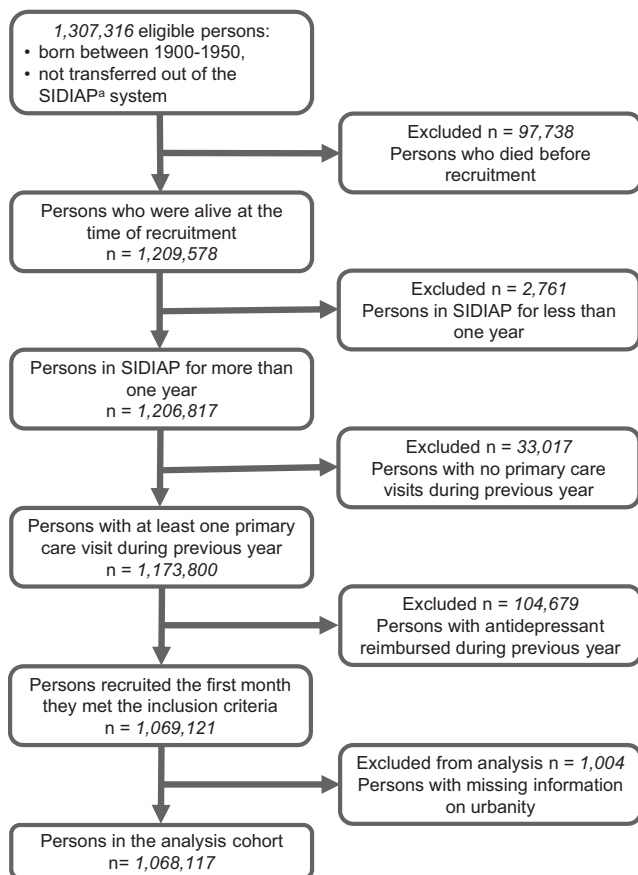 1,307,316 eligible persons:
• born between 1900-1950,
• not transferred out of the
SIDIAPᵃ system
Excluded n = 97,738
Persons who died before
recruitment
Persons who were alive at the
time of recruitment
n = 1,209,578
Excluded n = 2,761
Persons in SIDIAP for less than
one year
Persons in SIDIAP for more than
one year
n = 1,206,817
Excluded n = 33,017
Persons with no primary care
visits during previous year
Persons with at least one primary
care visit during previous year
n = 1,173,800
Excluded n = 104,679
Persons with antidepressant
reimbursed during previous year
Persons recruited the first month
they met the inclusion criteria
n = 1,069,121
Excluded from analysis n = 1,004
Persons with missing information
on urbanity
Persons in the analysis cohort
n= 1,068,117